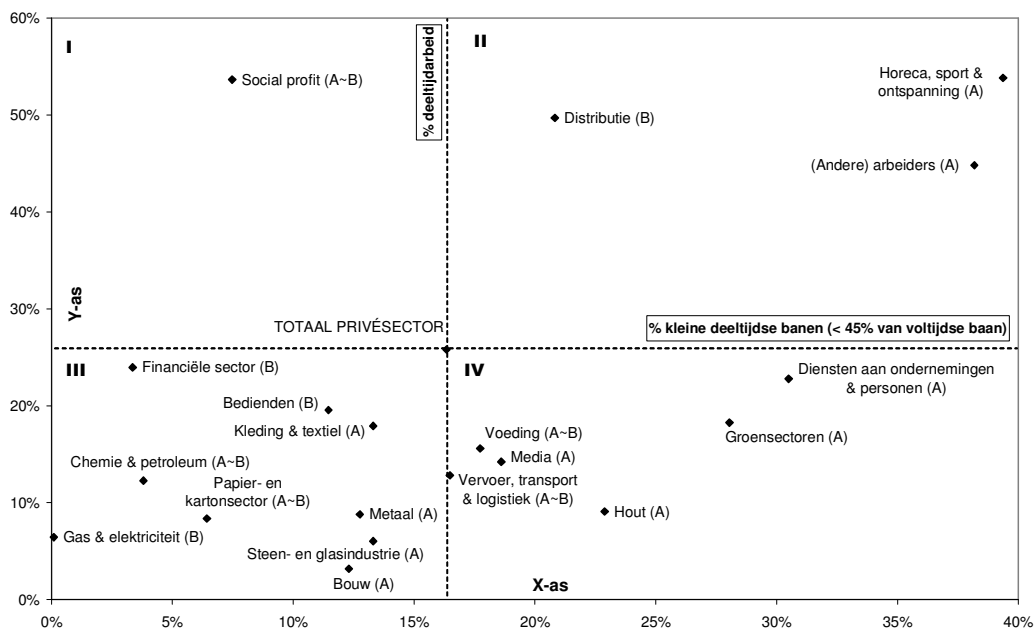 60%
50%
40%
30%
20%
10%
0%
Y-as
I
II
% deeltijdarbeid
Social profit (A~B)
Distributie (B)
Horeca, sport &
ontspanning (A)
(Andere) arbeiders (A)
TOTAAL PRIVÉSECTOR
% kleine deeltijdse banen (< 45% van voltijdse baan)
III
IV
Financiële sector (B)
Diensten aan ondernemingen
& personen (A)
Bedienden (B)
Kleding & textiel (A)
Groensectoren (A)
Voeding (A~B)
Media (A)
Chemie & petroleum (A~B)
Papier- en
kartonsector (A~B)
Vervoer, transport
& logistiek (A~B)
Hout (A)
Metaal (A)
Gas & elektriciteit (B)
Steen- en glasindustrie (A)
Bouw (A)
X-as
0%
5%
10%
15%
20%
25%
30%
35%
40%